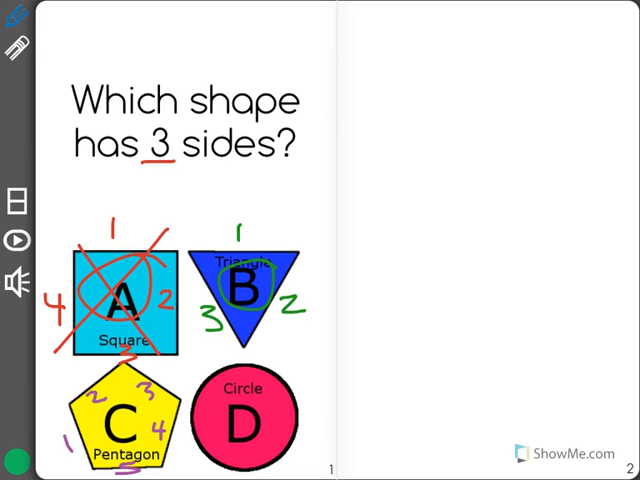 Which shape
has 3 sides?
1
1
Triangle
4
A
2
B
3
2
Square
3
Circle
2
3
C
D
1
4
Pentagon
5
ShowMe.com
1
2